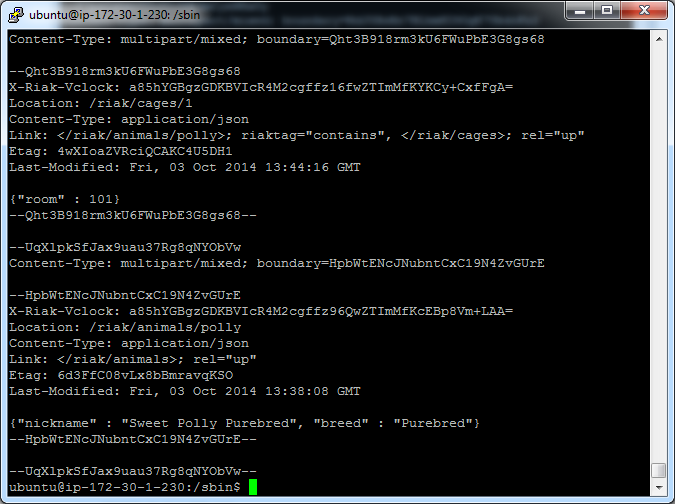 ubuntu@ip-172-30-1-230: /sbin
Content-Type: multipart/mixed; boundary=Qht3B918rm3kU6FWuPbE3G8gs68
--Qht3B918rm3kU6FWuPbE3G8gs68
X-Riak-Vclock: a85hYGBgzGDKBVIcR4M2cgffz16fwZTImMfKYKCy+CxfFgA=
Location: /riak/cages/1
Content-Type: application/json
Link: </riak/animals/polly>; riaktag="contains", </riak/cages>; rel="up"
Etag: 4wXIoaZVRciQCAKC4U5DH1
Last-Modified: Fri, 03 Oct 2014 13:44:16 GMT
{"room" : 101}
--Qht3B918rm3kU6FWuPbE3G8gs68--
--UqXlpkSfJax9uau37Rg8qNYObVw
Content-Type: multipart/mixed; boundary=HpbWtENcJNubntCxC19N4ZvGUrE
--HpbWtENcJNubntCxC19N4ZvGUrE
X-Riak-Vclock: a85hYGBgzGDKBVIcR4M2cgffz96QwZTImMfKcEBp8Vm+LAA=
Location: /riak/animals/polly
Content-Type: application/json
Link: </riak/animals>; rel="up"
Etag: 6d3FfC08vLx8bBmravqKSO
Last-Modified: Fri, 03 Oct 2014 13:38:08 GMT
{"nickname" : "Sweet Polly Purebred", "breed" : "Purebred"}
--HpbWtENcJNubntCxC19N4ZvGUrE--
--UqXlpkSfJax9uau37Rg8qNYObVw--
ubuntu@ip-172-30-1-230:/sbin$